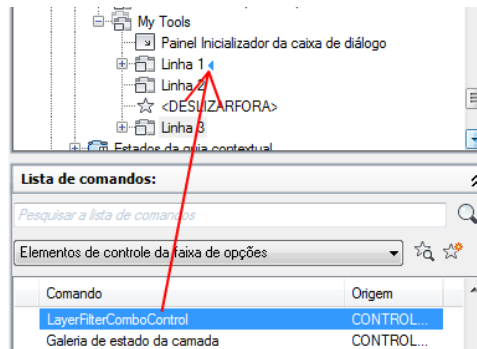 My Tools
Painel Inicializador da caixa de diálogo
Linha 1
Linha 2
<DESLIZARFORA>
Linha 3
Estados da guia contextual
Lista de comandos:
Pesquisar a lista de comandos
Elementos de controle da faixa de opções
Comando Origem
LayerFilterComboControl CONTROL...
Galeria de estado da camada CONTROL...